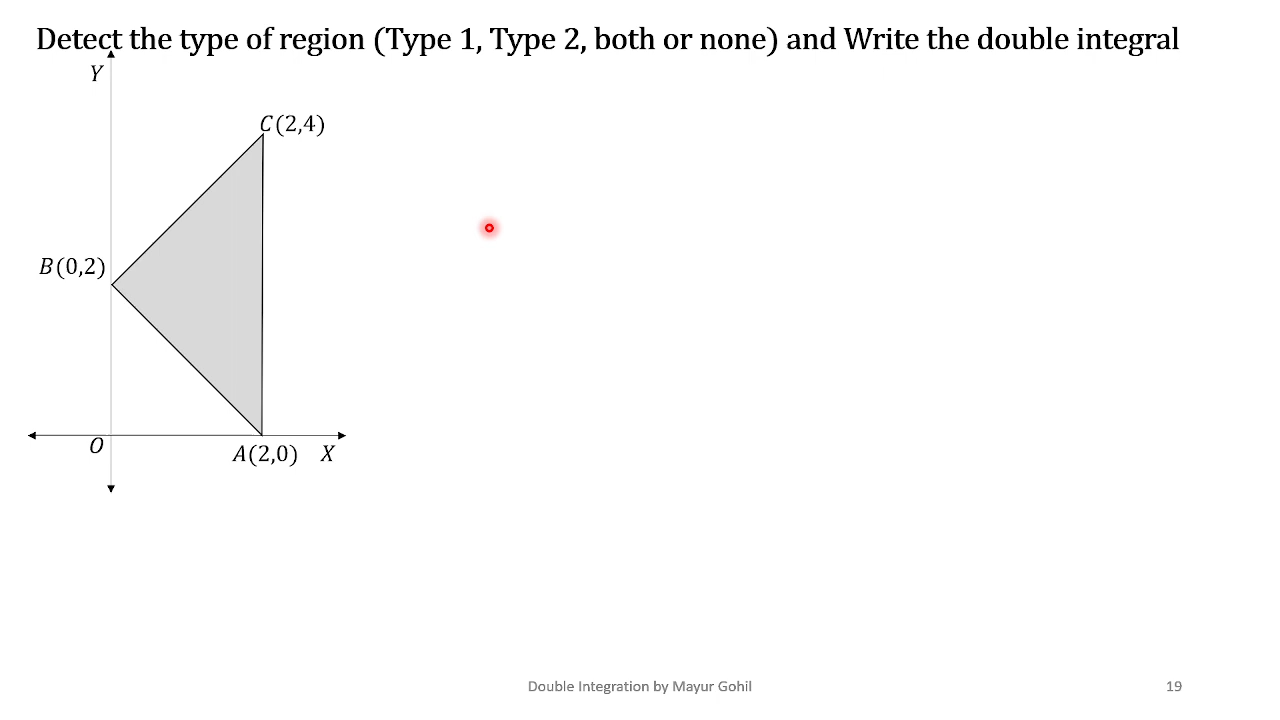 Detect the type of region (Type 1, Type 2, both or none) and Write the double integral
Y
C(2,4)
B(0,2)
O
A(2,0)
X
Double Integration by Mayur Gohil
19